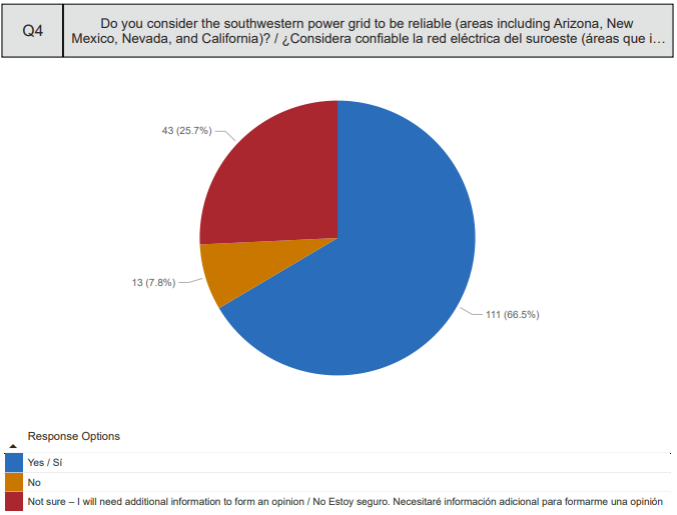 Q4
Do you consider the southwestern power grid to be reliable (areas including Arizona, New
Mexico, Nevada, and California)? / ¿Considera confiable la red eléctrica del suroeste (áreas que i…
43 (25.7%)
13 (7.8%)
111 (66.5%)
Response Options
Yes / Sí
No
Not sure – I will need additional information to form an opinion / No Estoy seguro. Necesitaré información adicional para formarme una opinión